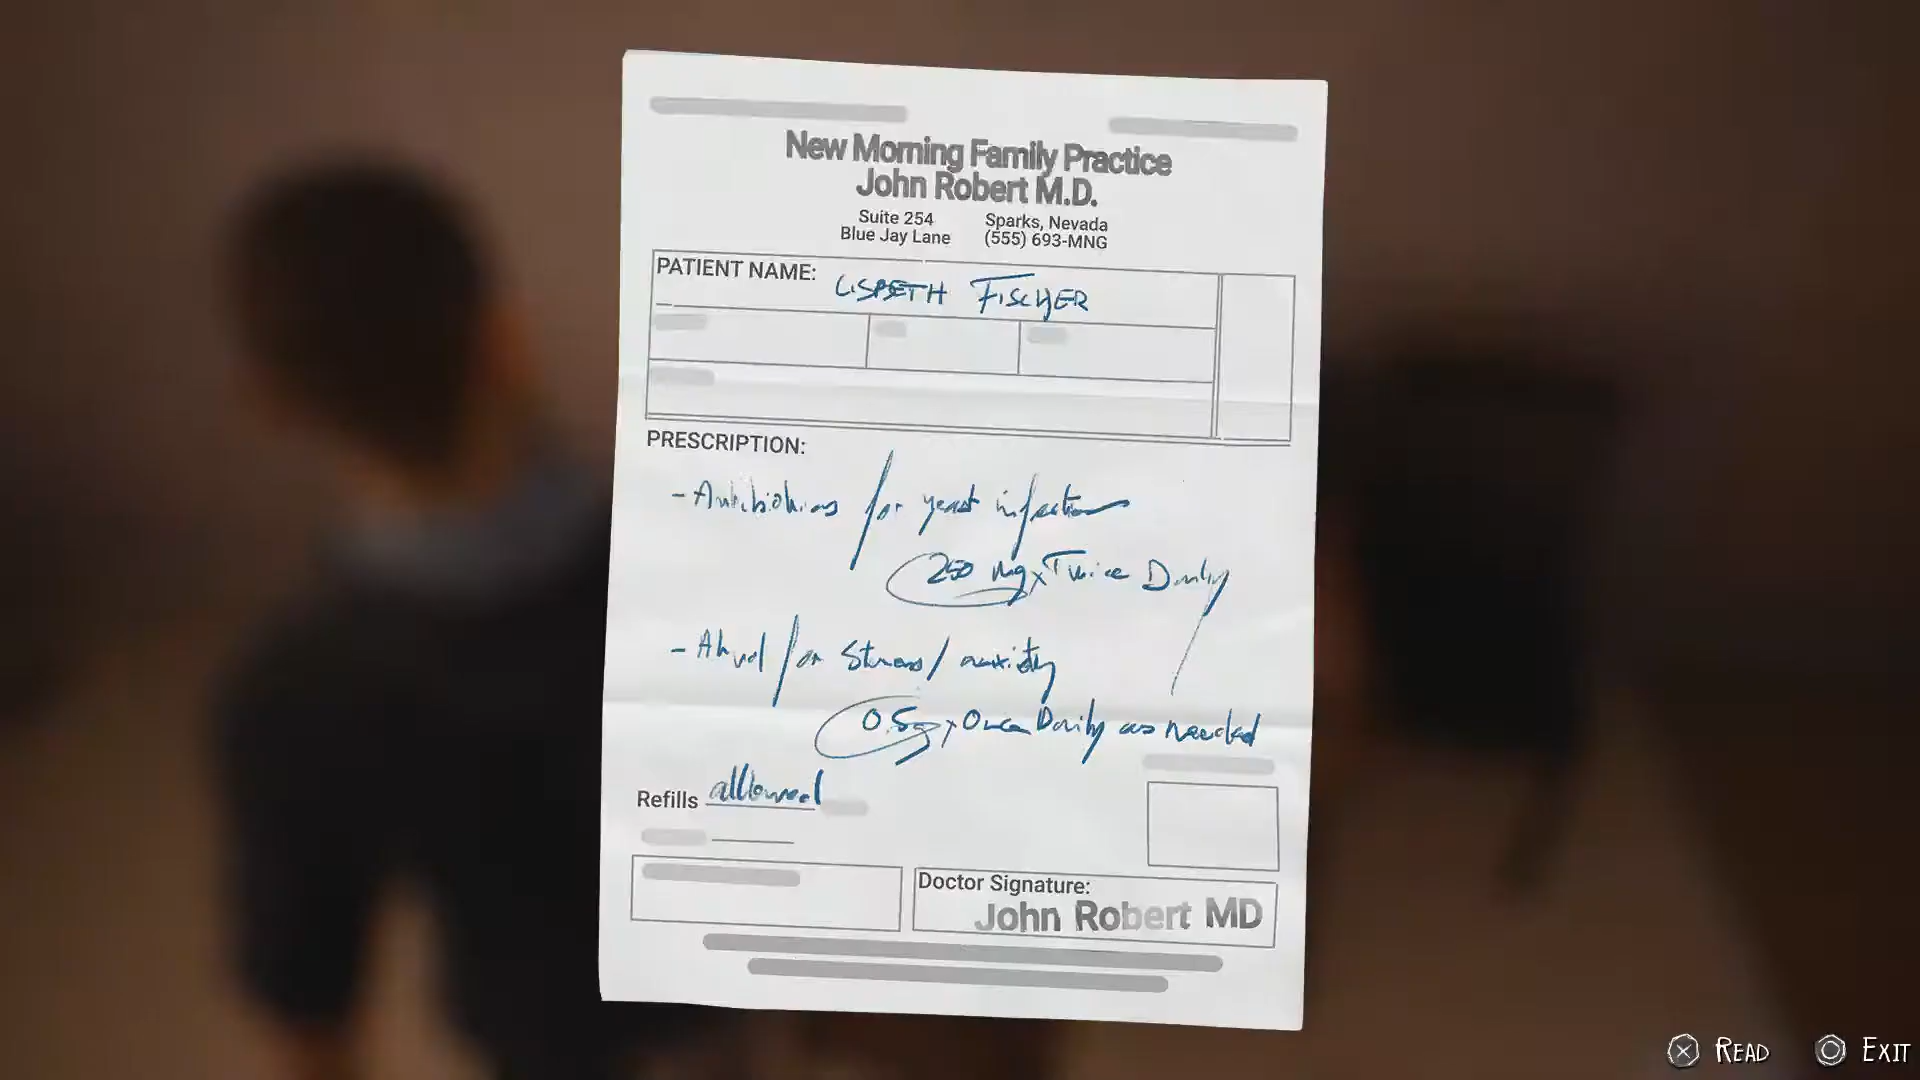 New Morning Family Practice
John Robert M.D.
Suite 254 Sparks, Nevada
Blue Jay Lane (555) 693-MNG
PATIENT NAME: LISBETH FISCHER
PRESCRIPTION:
- Antibiotics for yeast infection
250 mg x Twice Daily
- Ativol for Stress/anxiety
0.5g x Once Daily as needed
Refills allowed
Doctor Signature:
John Robert MD
READ EXIT